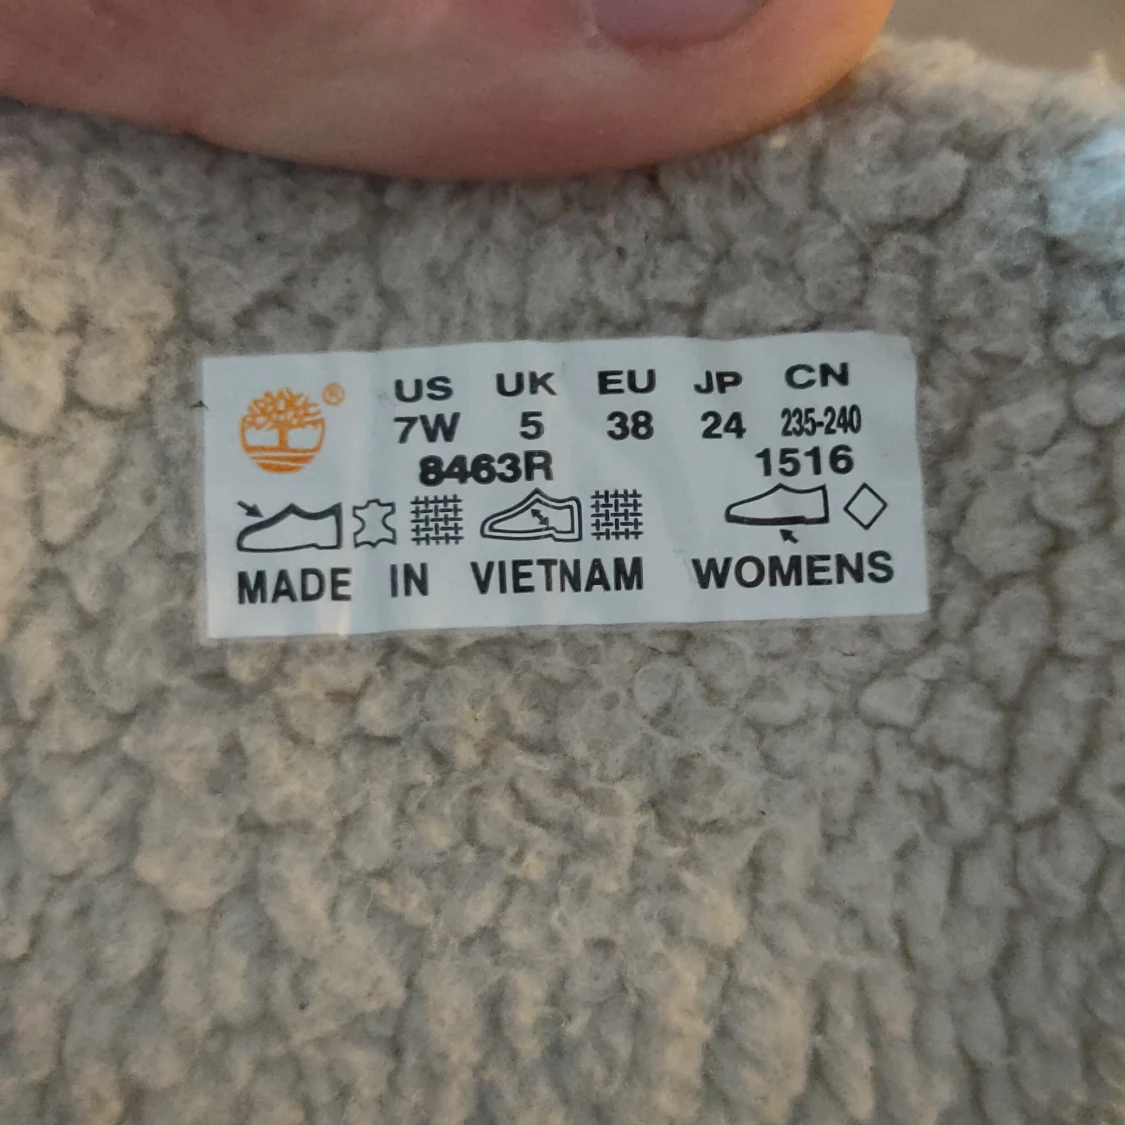 US UK EU JP CN
7W 5 38 24 235-240
8463R 1516
MADE IN VIETNAM WOMENS